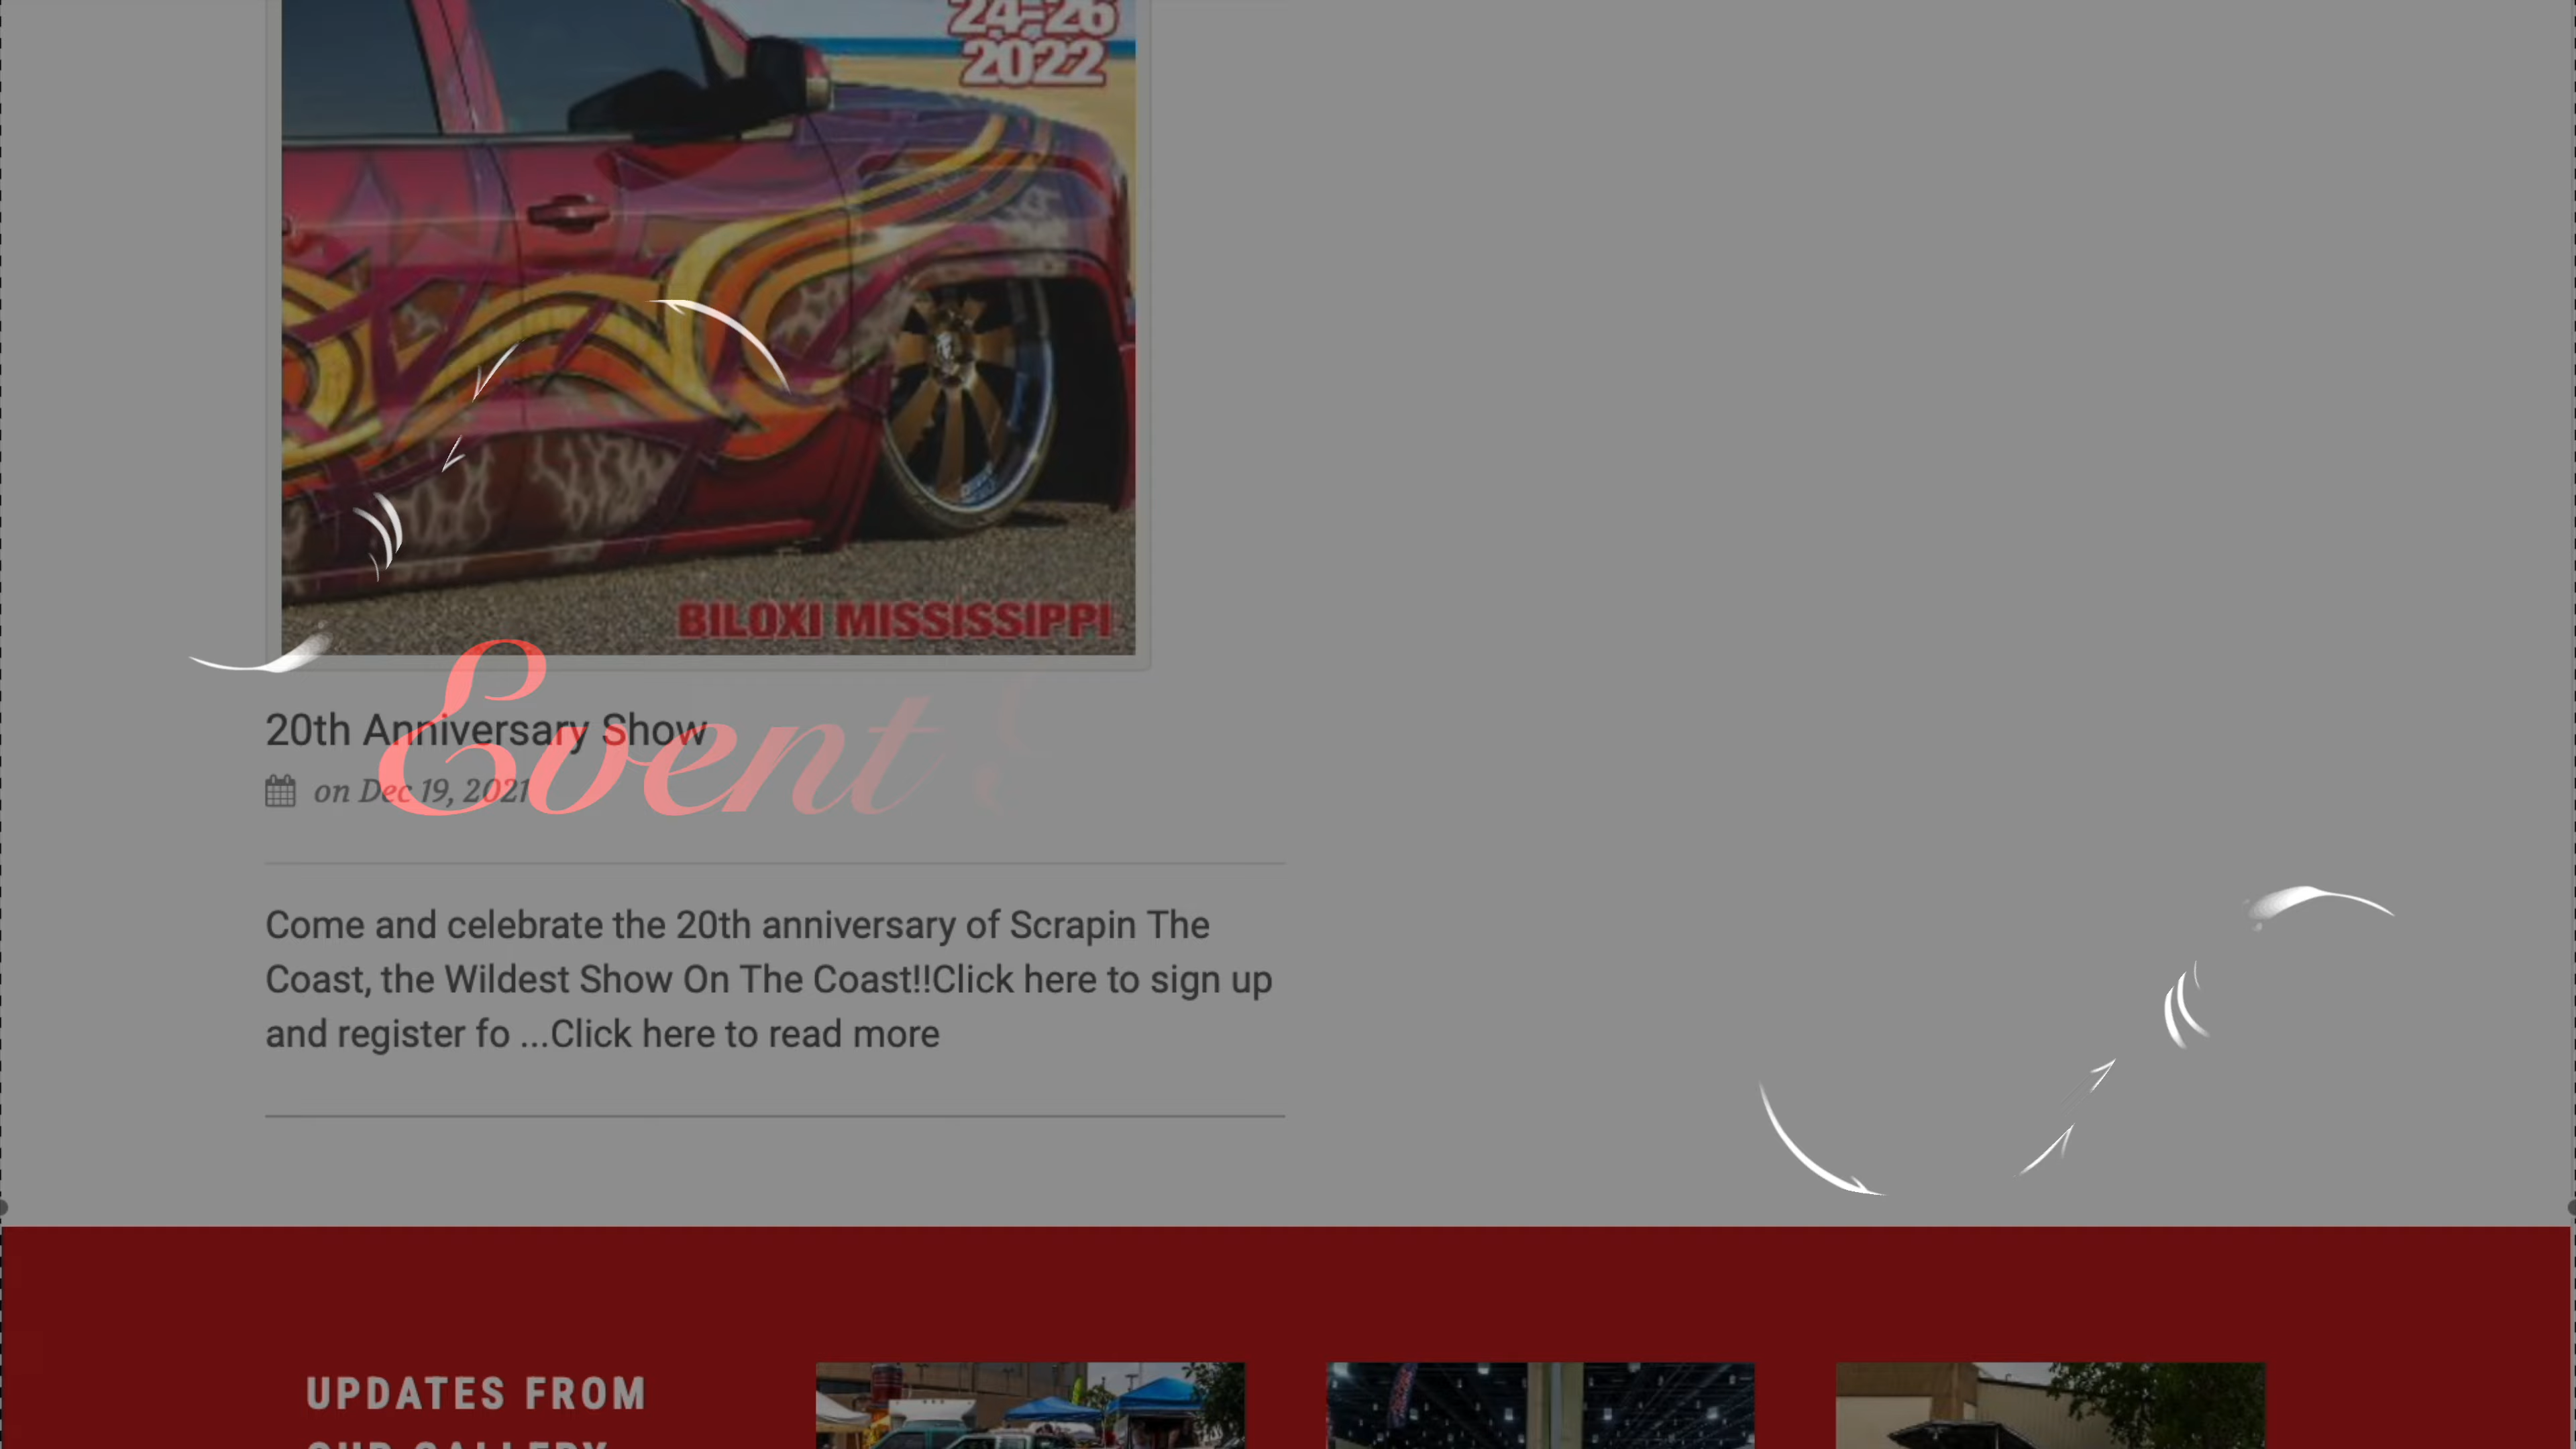 24-26
2022
BILOXI MISSISSIPPI
Event
20th Anniversary Show
on Dec 19, 2021
Come and celebrate the 20th anniversary of Scrapin The
Coast, the Wildest Show On The Coast!!Click here to sign up
and register fo ...Click here to read more
UPDATES FROM
OUR GALLERY